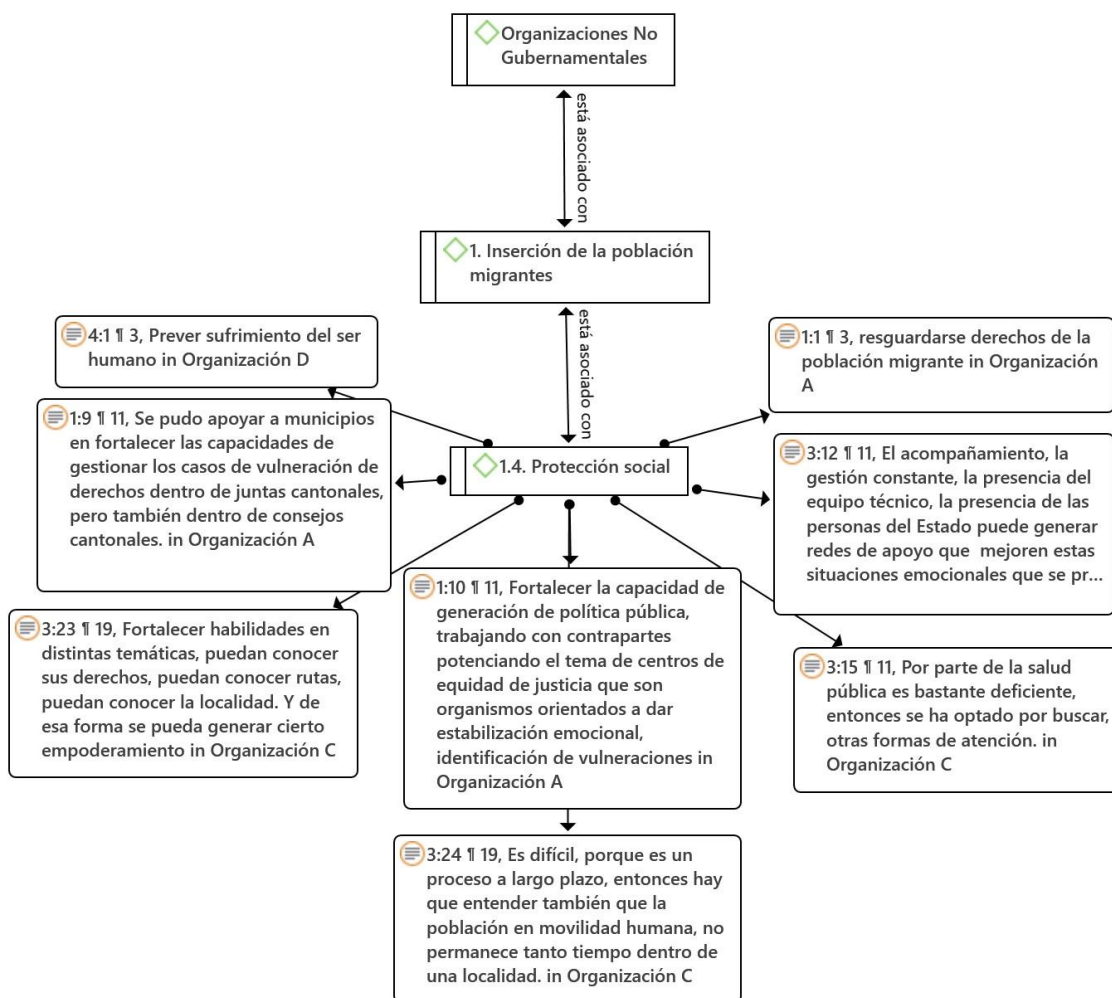 Organizaciones No
Gubernamentales
está asociado con
1. Inserción de la población
migrantes
está asociado con
4:1 ¶ 3, Prever sufrimiento del ser
humano in Organización D
1:1 ¶ 3, resguardarse derechos de la
población migrante in Organización
A
1:9 ¶ 11, Se pudo apoyar a municipios
en fortalecer las capacidades de
gestionar los casos de vulneración de
derechos dentro de juntas cantonales,
pero también dentro de consejos
cantonales. in Organización A
1.4. Protección social
3:12 ¶ 11, El acompañamiento, la
gestión constante, la presencia del
equipo técnico, la presencia de las
personas del Estado puede generar
redes de apoyo que mejoren estas
situaciones emocionales que se pr...
3:23 ¶ 19, Fortalecer habilidades en
distintas temáticas, puedan conocer
sus derechos, puedan conocer rutas,
puedan conocer la localidad. Y de
esa forma se pueda generar cierto
empoderamiento in Organización C
1:10 ¶ 11, Fortalecer la capacidad de
generación de política pública,
trabajando con contrapartes
potenciando el tema de centros de
equidad de justicia que son
organismos orientados a dar
estabilización emocional,
identificación de vulneraciones in
Organización A
3:15 ¶ 11, Por parte de la salud
pública es bastante deficiente,
entonces se ha optado por buscar,
otras formas de atención. in
Organización C
3:24 ¶ 19, Es difícil, porque es un
proceso a largo plazo, entonces hay
que entender también que la
población en movilidad humana, no
permanece tanto tiempo dentro de
una localidad. in Organización C